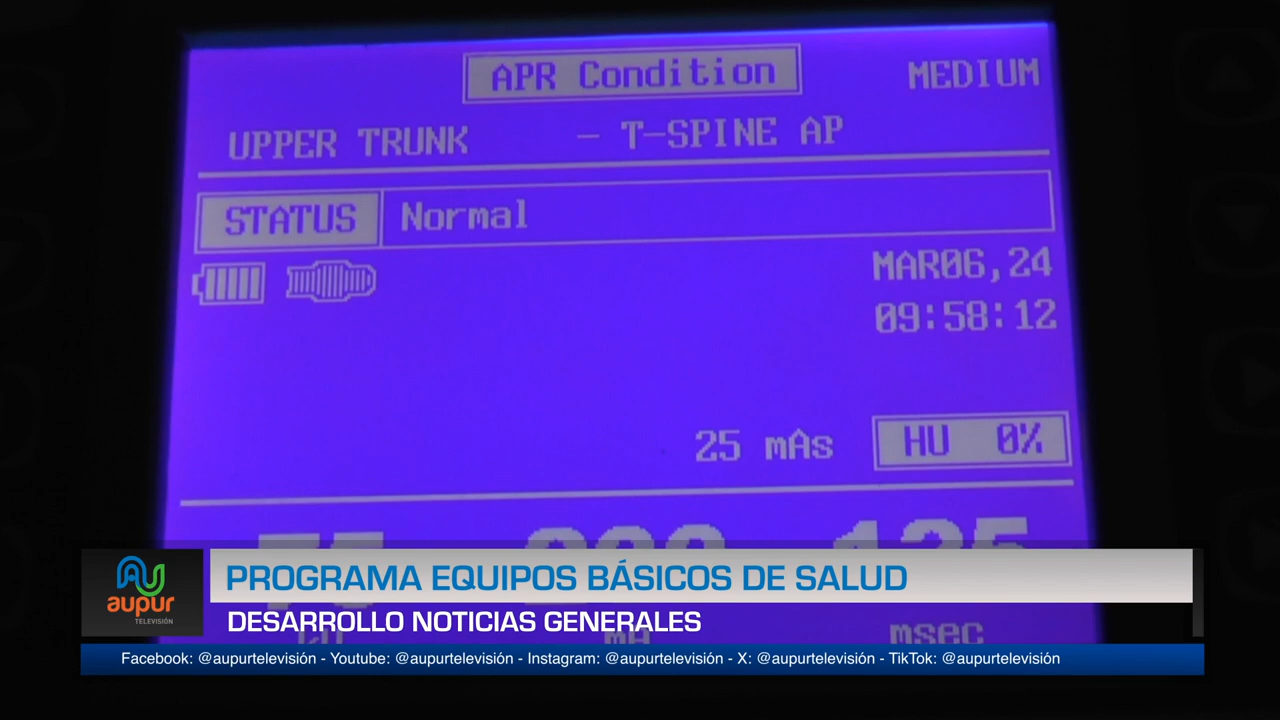 APR Condition
MEDIUM
UPPER TRUNK - T-SPINE AP
STATUS Normal
MAR06,24
09:58:12
25 mAs
HU 0%
125
PROGRAMA EQUIPOS BÁSICOS DE SALUD
DESARROLLO NOTICIAS GENERALES
aupur
TELEVISIÓN
msec
Facebook: @aupurtelevisión - Youtube: @aupurtelevisión - Instagram: @aupurtelevisión - X: @aupurtelevisión - TikTok: @aupurtelevisión